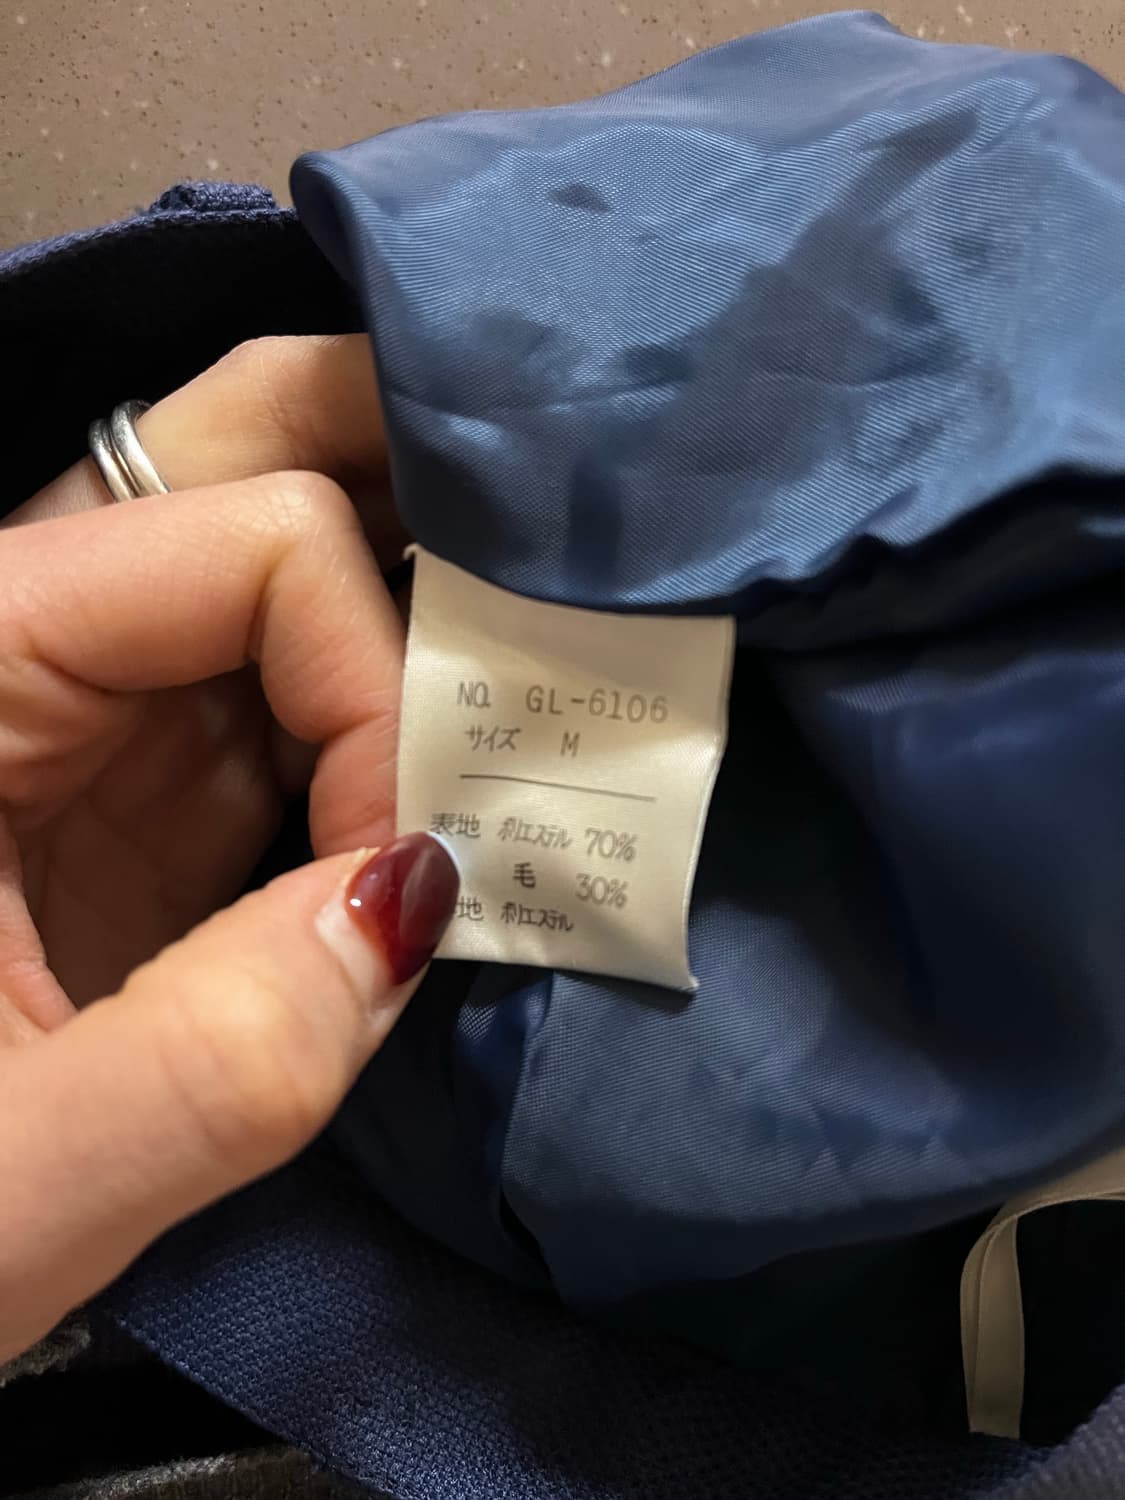 NO. GL-6106
サイズ M
表地 ポリエステル 70%
毛 30%
地 ポリエステル